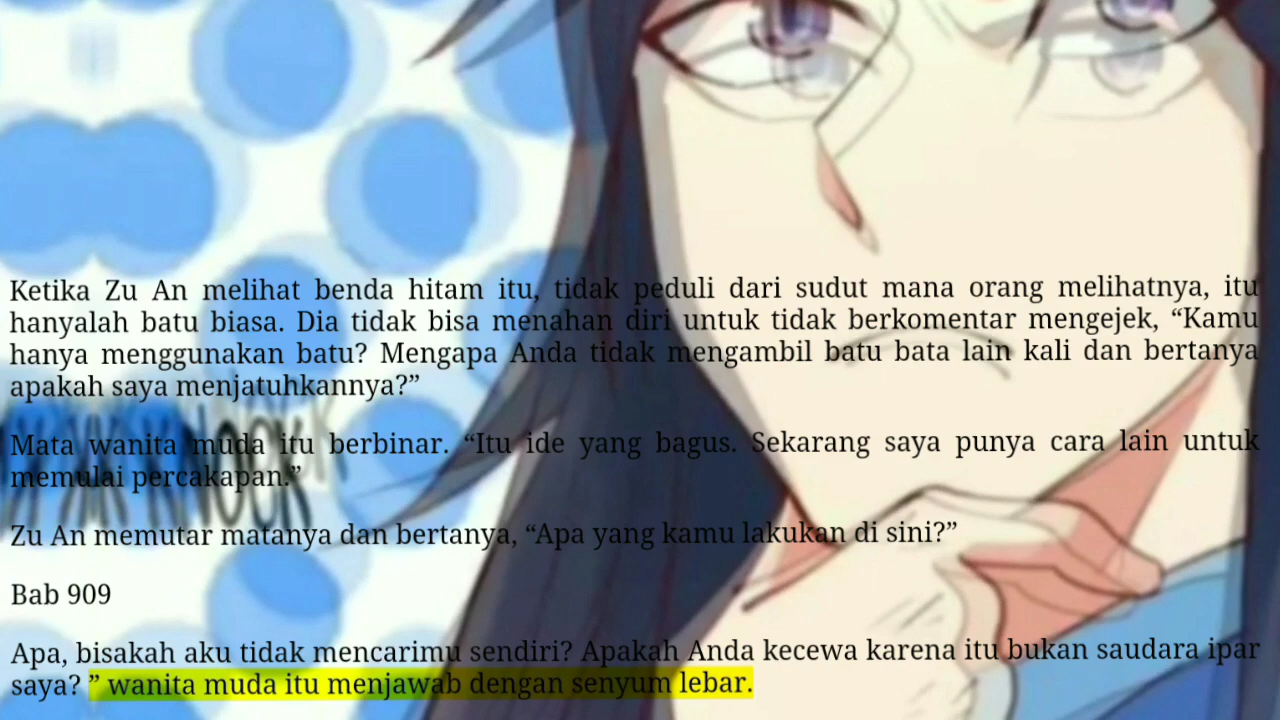 Ketika Zu An melihat benda hitam itu, tidak peduli dari sudut mana orang melihatnya, itu
hanyalah batu biasa. Dia tidak bisa menahan diri untuk tidak berkomentar mengejek, “Kamu
hanya menggunakan batu? Mengapa Anda tidak mengambil batu bata lain kali dan bertanya
apakah saya menjatuhkannya?”
Mata wanita muda itu berbinar. “Itu ide yang bagus. Sekarang saya punya cara lain untuk
memulai percakapan.”
Zu An memutar matanya dan bertanya, “Apa yang kamu lakukan di sini?”
Bab 909
Apa, bisakah aku tidak mencarimu sendiri? Apakah Anda kecewa karena itu bukan saudara ipar
saya? ” wanita muda itu menjawab dengan senyum lebar.